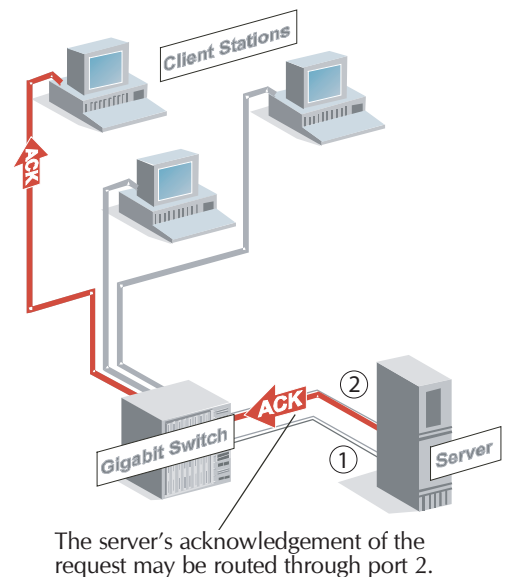 Client Stations
ACK
②
ACK
Gigabit Switch
①
Server
The server’s acknowledgement of the
request may be routed through port 2.